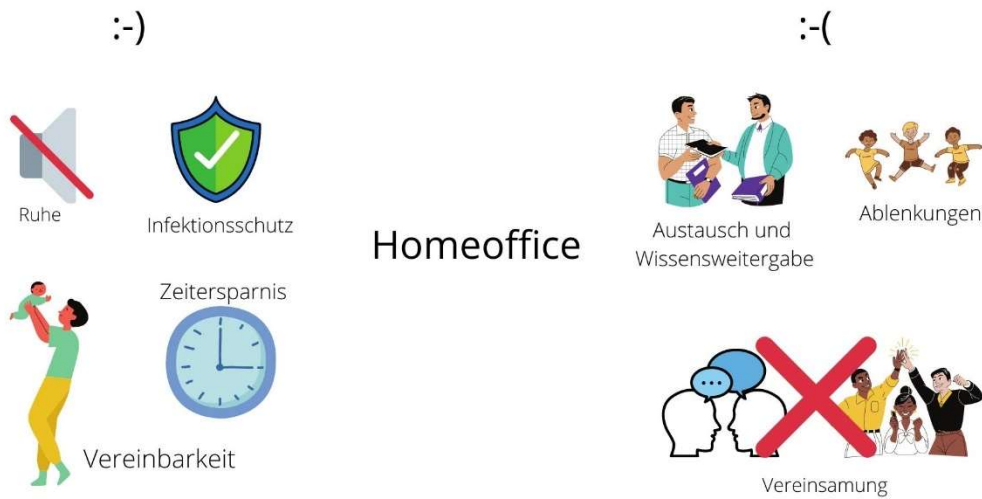 :-)
:-(
Ruhe
Infektionsschutz
Homeoffice
Austausch und
Wissensweitergabe
Ablenkungen
Zeitersparnis
Vereinbarkeit
Vereinsamung